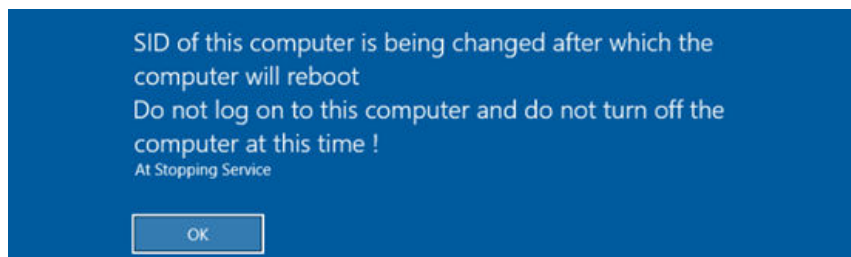 SID of this computer is being changed after which the
computer will reboot
Do not log on to this computer and do not turn off the
computer at this time !
At Stopping Service
OK